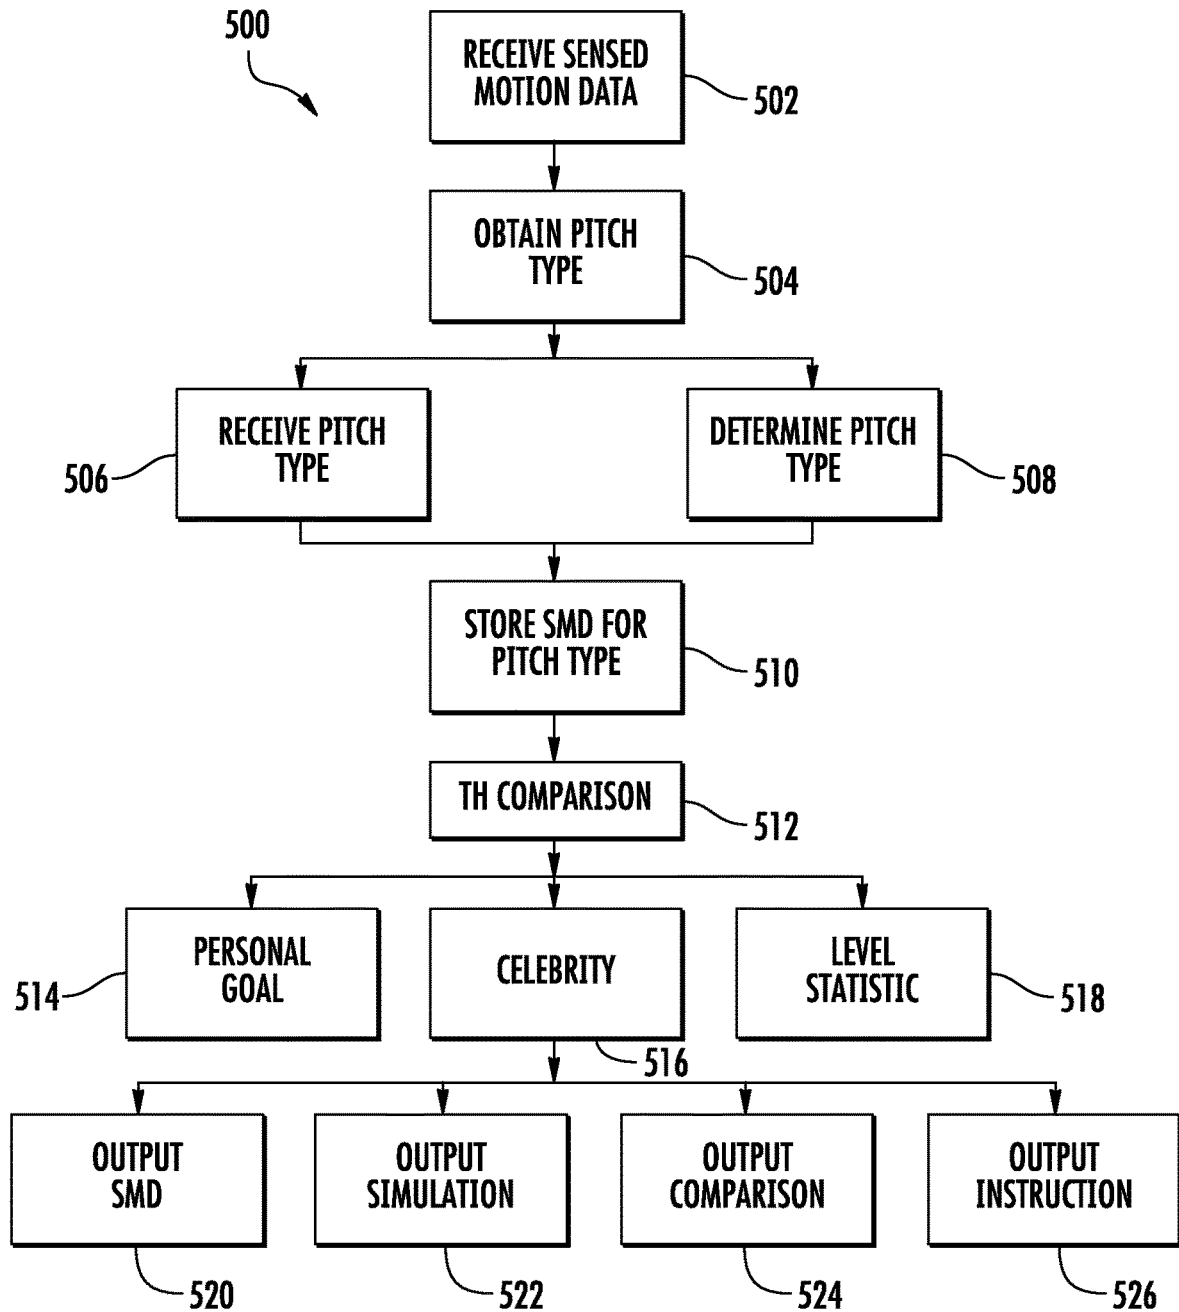 500
RECEIVE SENSED
MOTION DATA
502
OBTAIN PITCH
TYPE
504
RECEIVE PITCH
TYPE
506
DETERMINE PITCH
TYPE
508
STORE SMD FOR
PITCH TYPE
510
TH COMPARISON
512
PERSONAL
GOAL
514
CELEBRITY
516
LEVEL
STATISTIC
518
OUTPUT
SMD
520
OUTPUT
SIMULATION
522
OUTPUT
COMPARISON
524
OUTPUT
INSTRUCTION
526